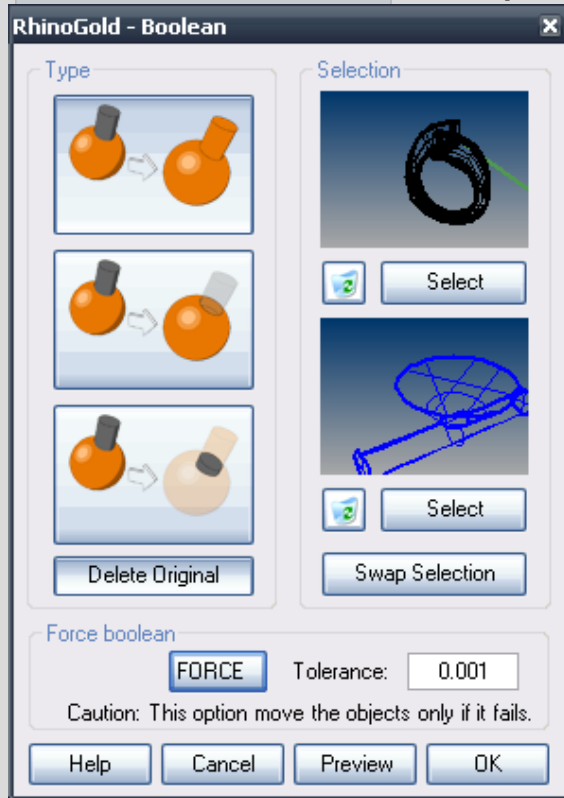 RhinoGold - Boolean
Type
Delete Original
Selection
Select
Select
Swap Selection
Force boolean
FORCE Tolerance: 0.001
Caution: This option move the objects only if it fails.
Help Cancel Preview OK